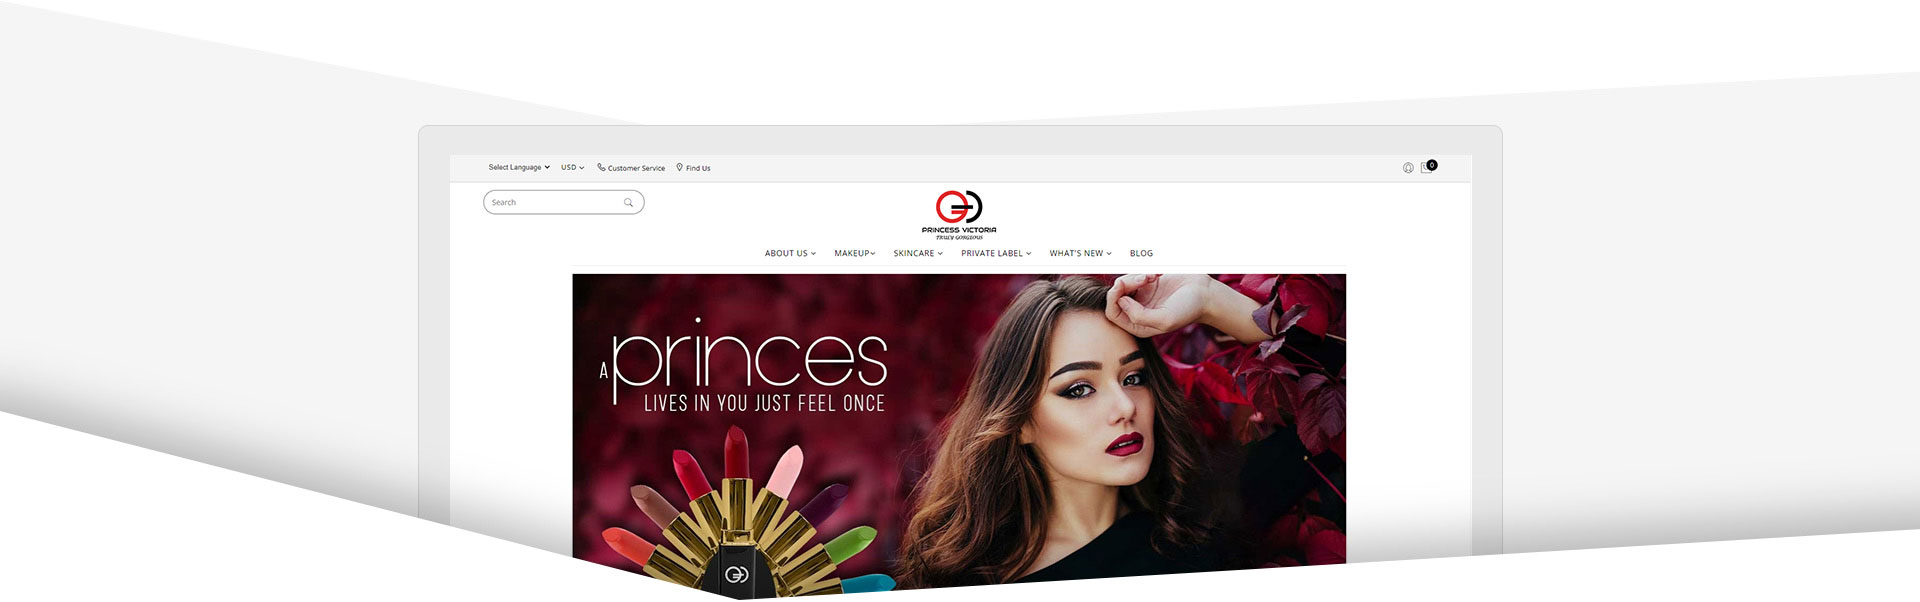 Select Language USD Customer Service Find Us 0
Search
PRINCESS VICTORIA
TRULY GORGEOUS
ABOUT US MAKEUP SKINCARE PRIVATE LABEL WHAT'S NEW BLOG
A princes
LIVES IN YOU JUST FEEL ONCE